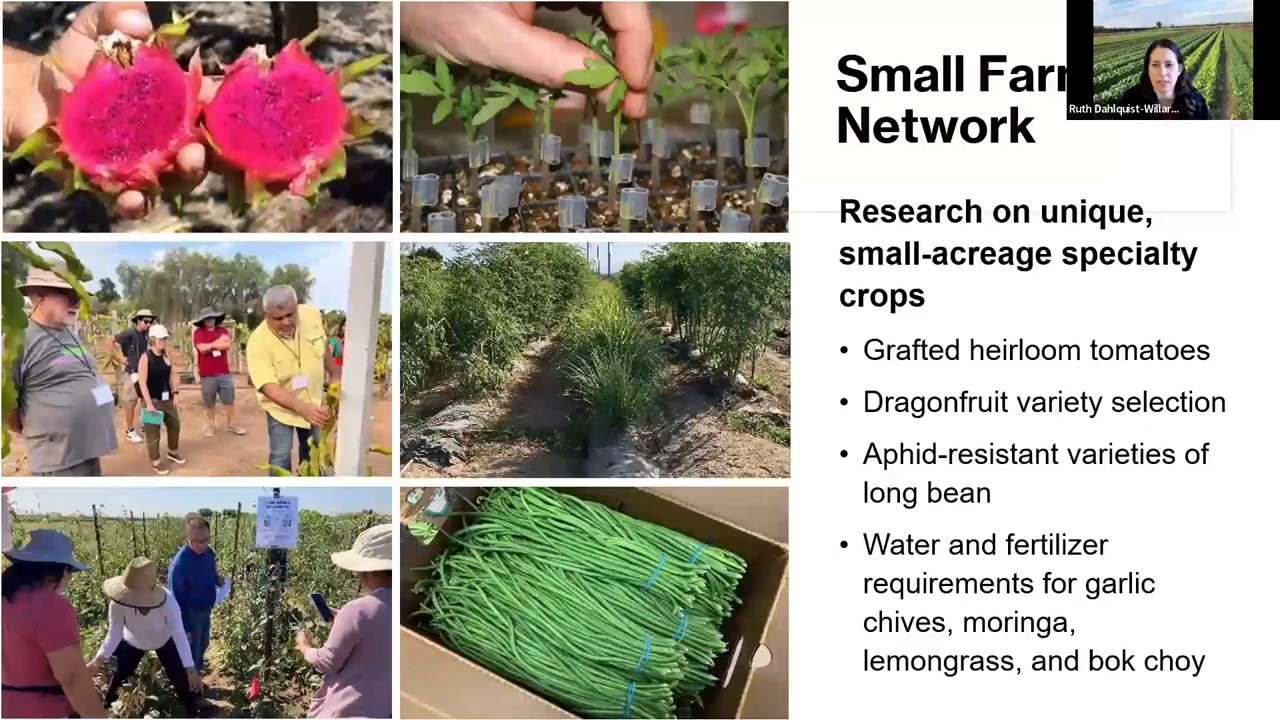 Small Far
Network
Ruth Dahlquist-Willar...
Research on unique,
small-acreage specialty
crops
• Grafted heirloom tomatoes
• Dragonfruit variety selection
• Aphid-resistant varieties of
long bean
• Water and fertilizer
requirements for garlic
chives, moringa,
lemongrass, and bok choy